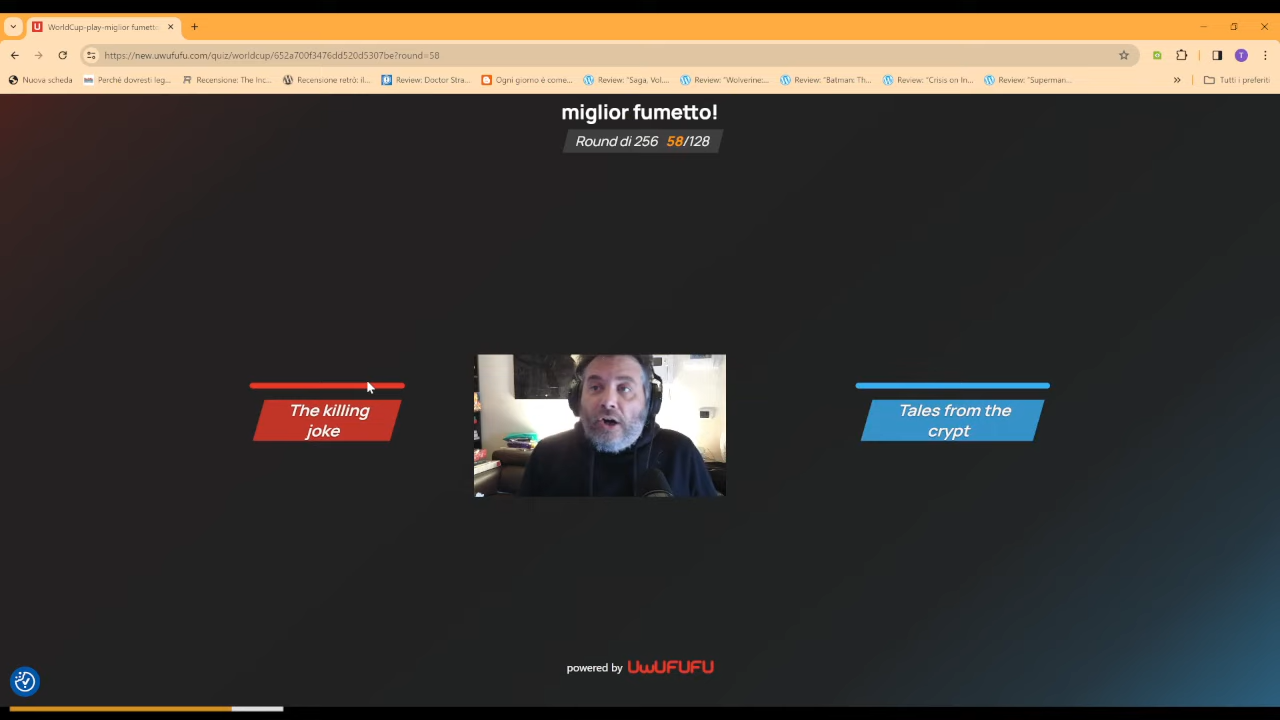 WorldCup-play-miglior fumetto
https://new.uwufufu.com/quiz/worldcup/652a700f3476dd520d5307be?round=58
Nuova scheda
Perché dovresti leg...
Recensione: The Inc...
Recensione retrò: il...
Review: Doctor Stra...
Ogni giorno è come...
Review: "Saga, Vol....
Review: "Wolverine:...
Review: "Batman: Th...
Review: "Crisis on In...
Review: "Superman...
Tutti i preferiti
miglior fumetto!
Round di 256 58/128
The killing
joke
Tales from the
crypt
powered by UwUFUFU